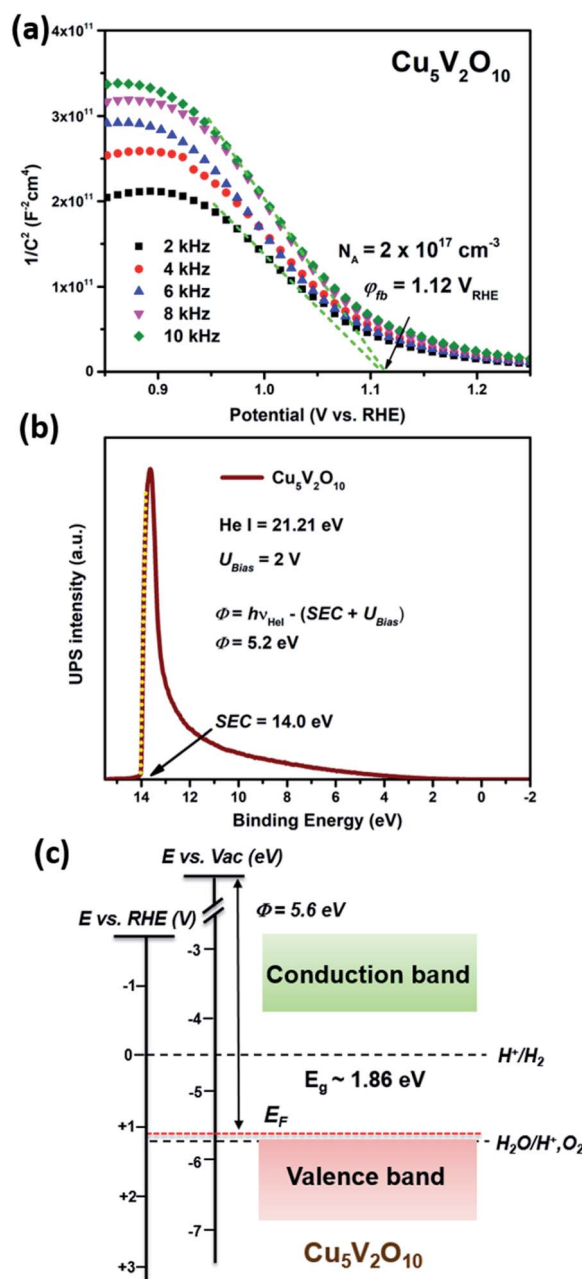 (a)
Cu₅V₂O₁₀
4x10¹¹
3x10¹¹
2x10¹¹
1x10¹¹
0
1/C² (F⁻²cm⁴)
2 kHz
4 kHz
6 kHz
8 kHz
10 kHz
N_A = 2 x 10¹⁷ cm⁻³
φ_fb = 1.12 V_RHE
0.9 1.0 1.1 1.2
Potential (V vs. RHE)
(b)
UPS intensity (a.u.)
Cu₅V₂O₁₀
He I = 21.21 eV
U_Bias = 2 V
Φ = hν_HeI - (SEC + U_Bias)
Φ = 5.2 eV
SEC = 14.0 eV
14 12 10 8 6 4 2 0 -2
Binding Energy (eV)
(c)
E vs. Vac (eV)
E vs. RHE (V)
Φ = 5.6 eV
-3
Conduction band
-1
-4
0
H⁺/H₂
E_g ~ 1.86 eV
-5
E_F
+1
H₂O/H⁺,O₂
-6
Valence band
+2
-7
+3
Cu₅V₂O₁₀